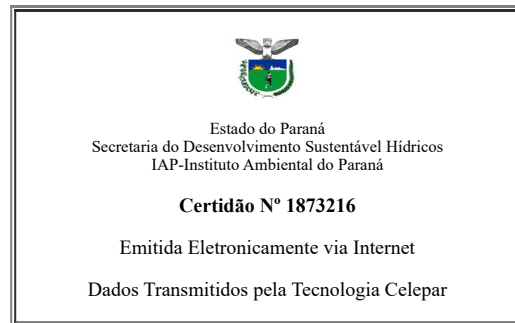 Estado do Paraná
Secretaria do Desenvolvimento Sustentável Hídricos
IAP-Instituto Ambiental do Paraná
Certidão Nº 1873216
Emitida Eletronicamente via Internet
Dados Transmitidos pela Tecnologia Celepar